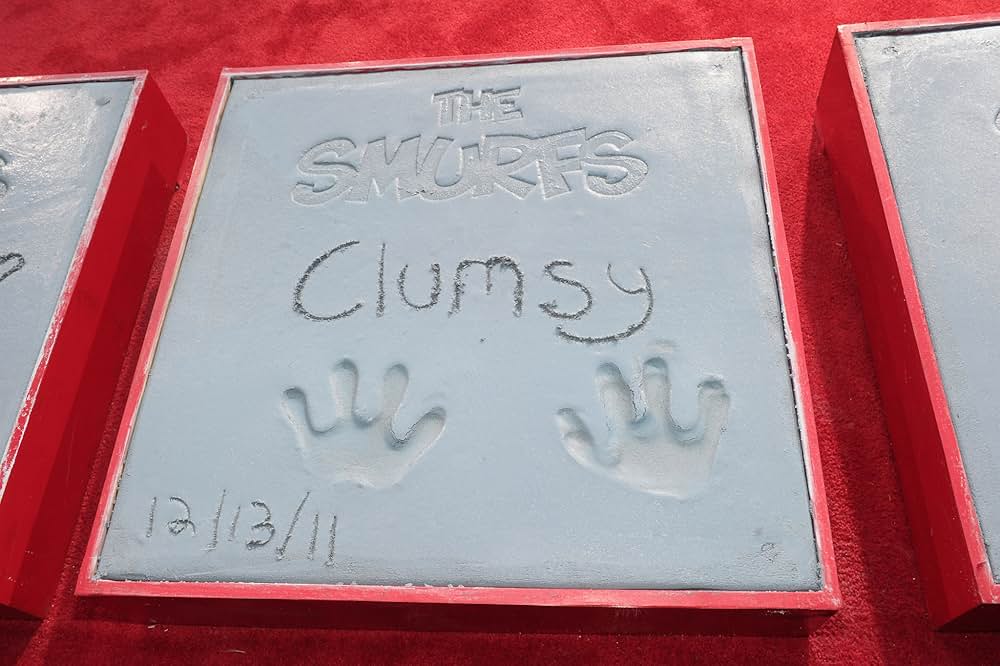 THE
SMURFS
Clumsy
12/13/11